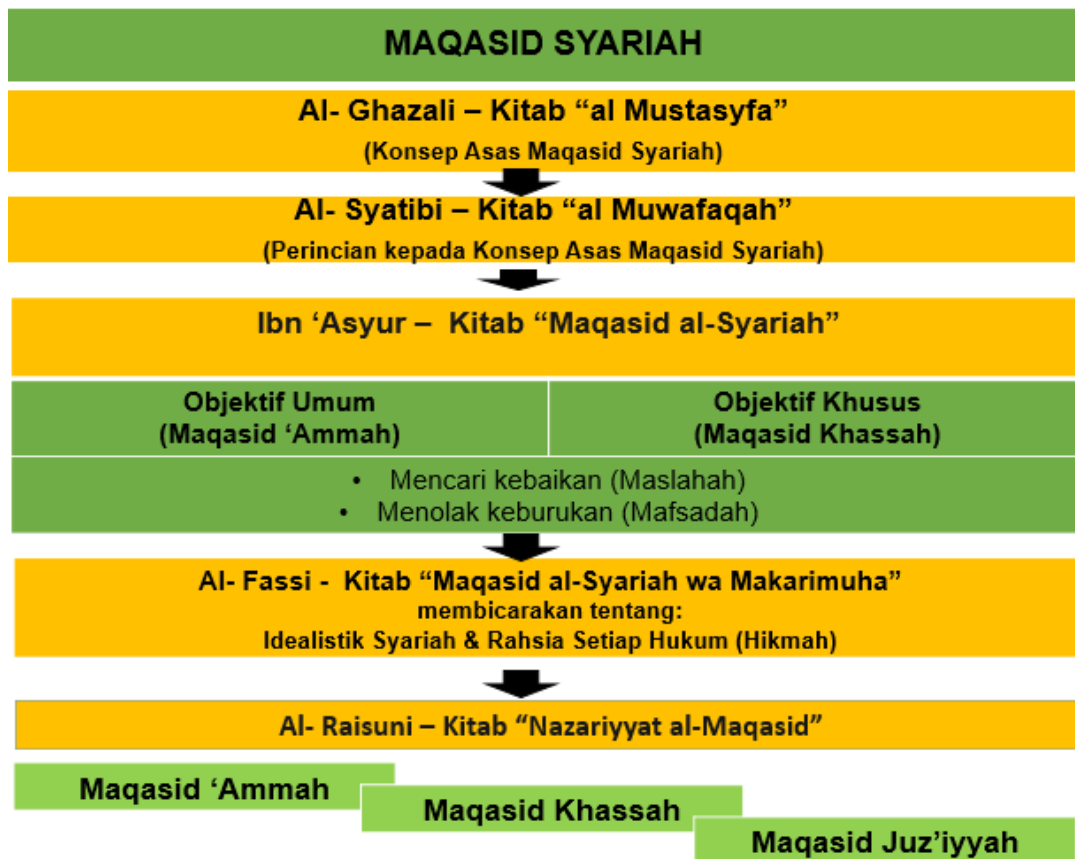 MAQASID SYARIAH
Al- Ghazali – Kitab “al Mustasyfa”
(Konsep Asas Maqasid Syariah)
Al- Syatibi – Kitab “al Muwafaqah”
(Perincian kepada Konsep Asas Maqasid Syariah)
Ibn ‘Asyur – Kitab “Maqasid al-Syariah”
Objektif Umum
(Maqasid ‘Ammah)
Objektif Khusus
(Maqasid Khassah)
• Mencari kebaikan (Maslahah)
• Menolak keburukan (Mafsadah)
Al- Fassi - Kitab “Maqasid al-Syariah wa Makarimuha”
membicarakan tentang:
Idealistik Syariah & Rahsia Setiap Hukum (Hikmah)
Al- Raisuni – Kitab “Nazariyyat al-Maqasid”
Maqasid ‘Ammah
Maqasid Khassah
Maqasid Juz’iyyah